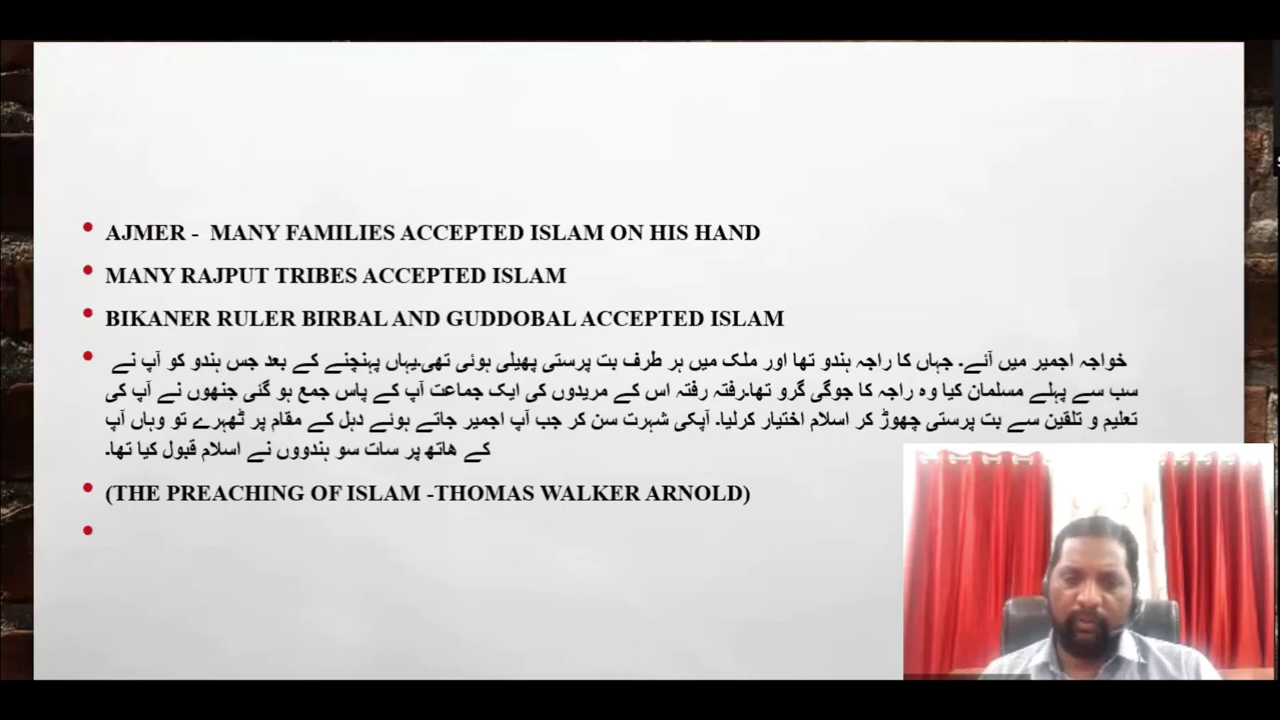 AJMER - MANY FAMILIES ACCEPTED ISLAM ON HIS HAND
MANY RAJPUT TRIBES ACCEPTED ISLAM
BIKANER RULER BIRBAL AND GUDDOBAL ACCEPTED ISLAM
خواجہ اجمیر میں آئے۔ جہاں کا راجہ ہندو تھا اور ملک میں ہر طرف بت پرستی پھیلی ہوئی تھی۔یہاں پہنچنے کے بعد جس ہندو کو آپ نے
سب سے پہلے مسلمان کیا وہ راجہ کا جوگی گرو تھا۔رفتہ رفتہ اس کے مریدوں کی ایک جماعت آپ کے پاس جمع ہو گئی جنھوں نے آپ کی
تعلیم و تلقین سے بت پرستی چھوڑ کر اسلام اختیار کرلیا۔ آپکی شہرت سن کر جب آپ اجمیر جاتے ہوئے دہل کے مقام پر ٹھہرے تو وہاں آپ
کے ھاتھ پر سات سو ہندووں نے اسلام قبول کیا تھا۔
(THE PREACHING OF ISLAM -THOMAS WALKER ARNOLD)